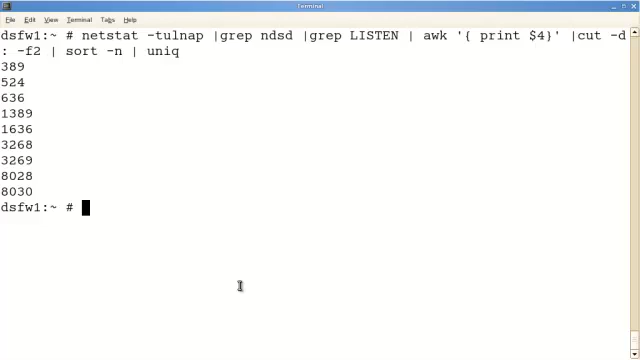 Terminal
File Edit View Terminal Tabs Help
dsfw1:~ # netstat -tulnap |grep ndsd |grep LISTEN | awk '{ print $4}' |cut -d
: -f2 | sort -n | uniq
389
524
636
1389
1636
3268
3269
8028
8030
dsfw1:~ #